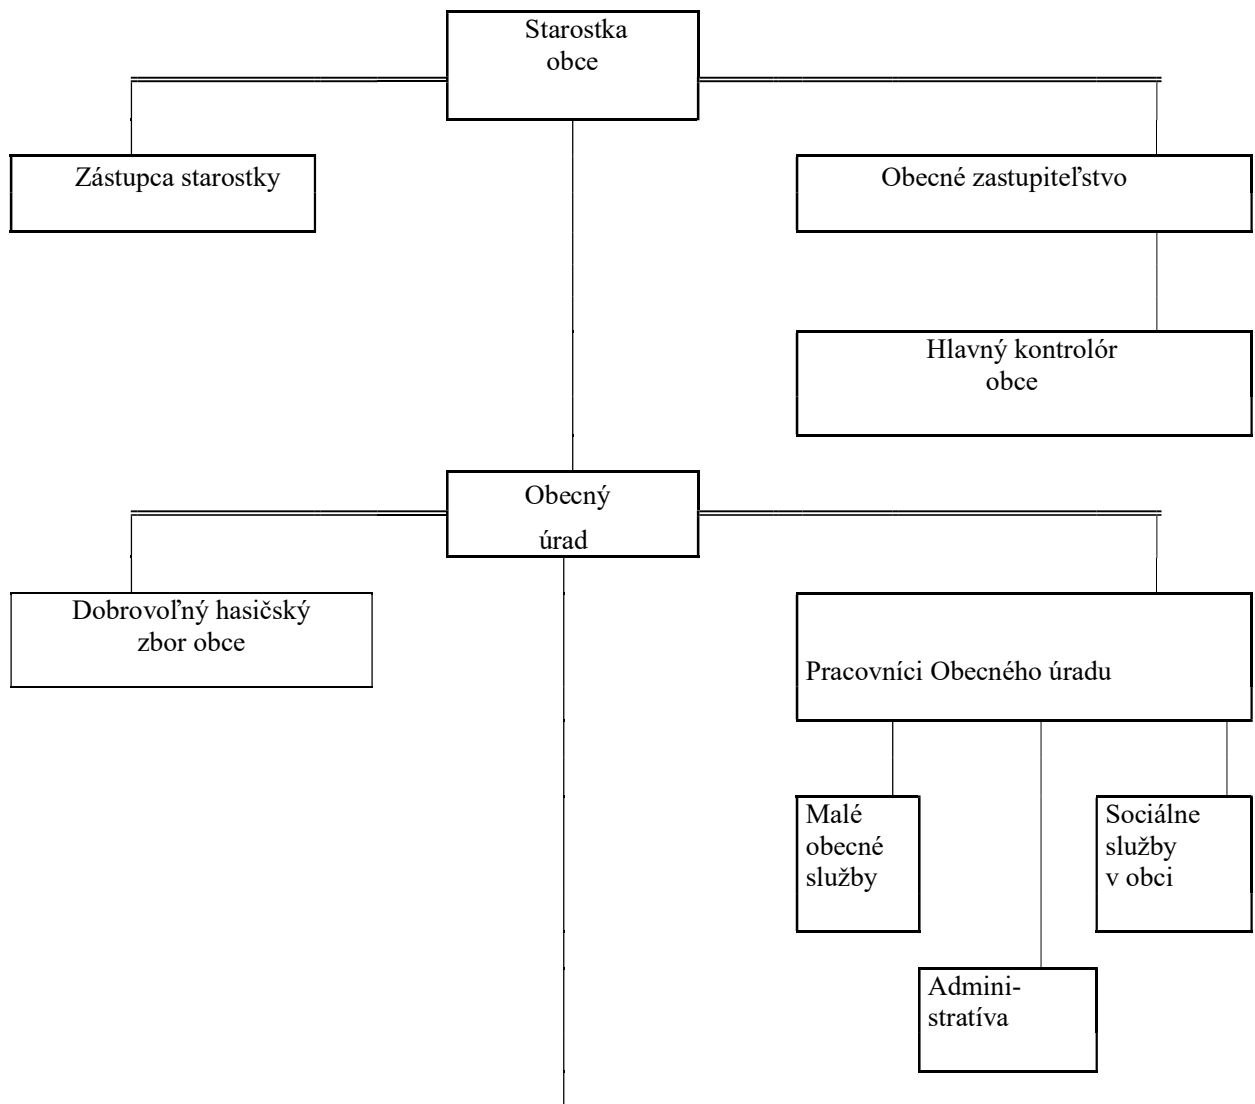 Starostka
obce
Zástupca starostky
Obecné zastupiteľstvo
Hlavný kontrolór
obce
Obecný
úrad
Dobrovoľný hasičský
zbor obce
Pracovníci Obecného úradu
Malé
obecné
služby
Sociálne
služby
v obci
Admini-
stratíva